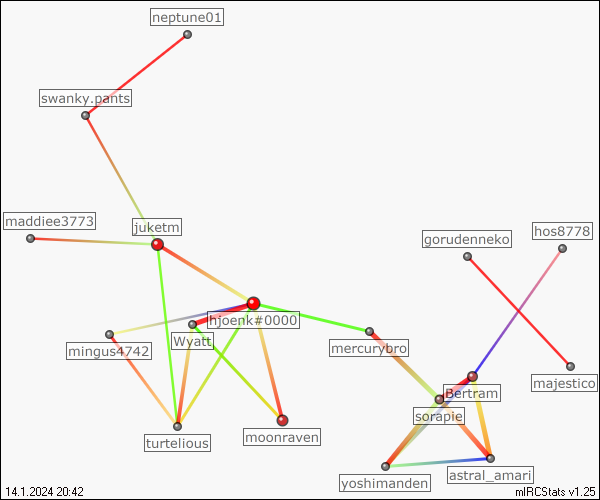 neptune01
swanky.pants
maddiee3773
juketm
hos8778
gorudenneko
hjoenk#0000
Wyatt
mingus4742
mercurybro
majestico
Bertram
sorapie
turtelious
moonraven
astral_amari
yoshimanden
14.1.2024 20:42
mIRCStats v1.25